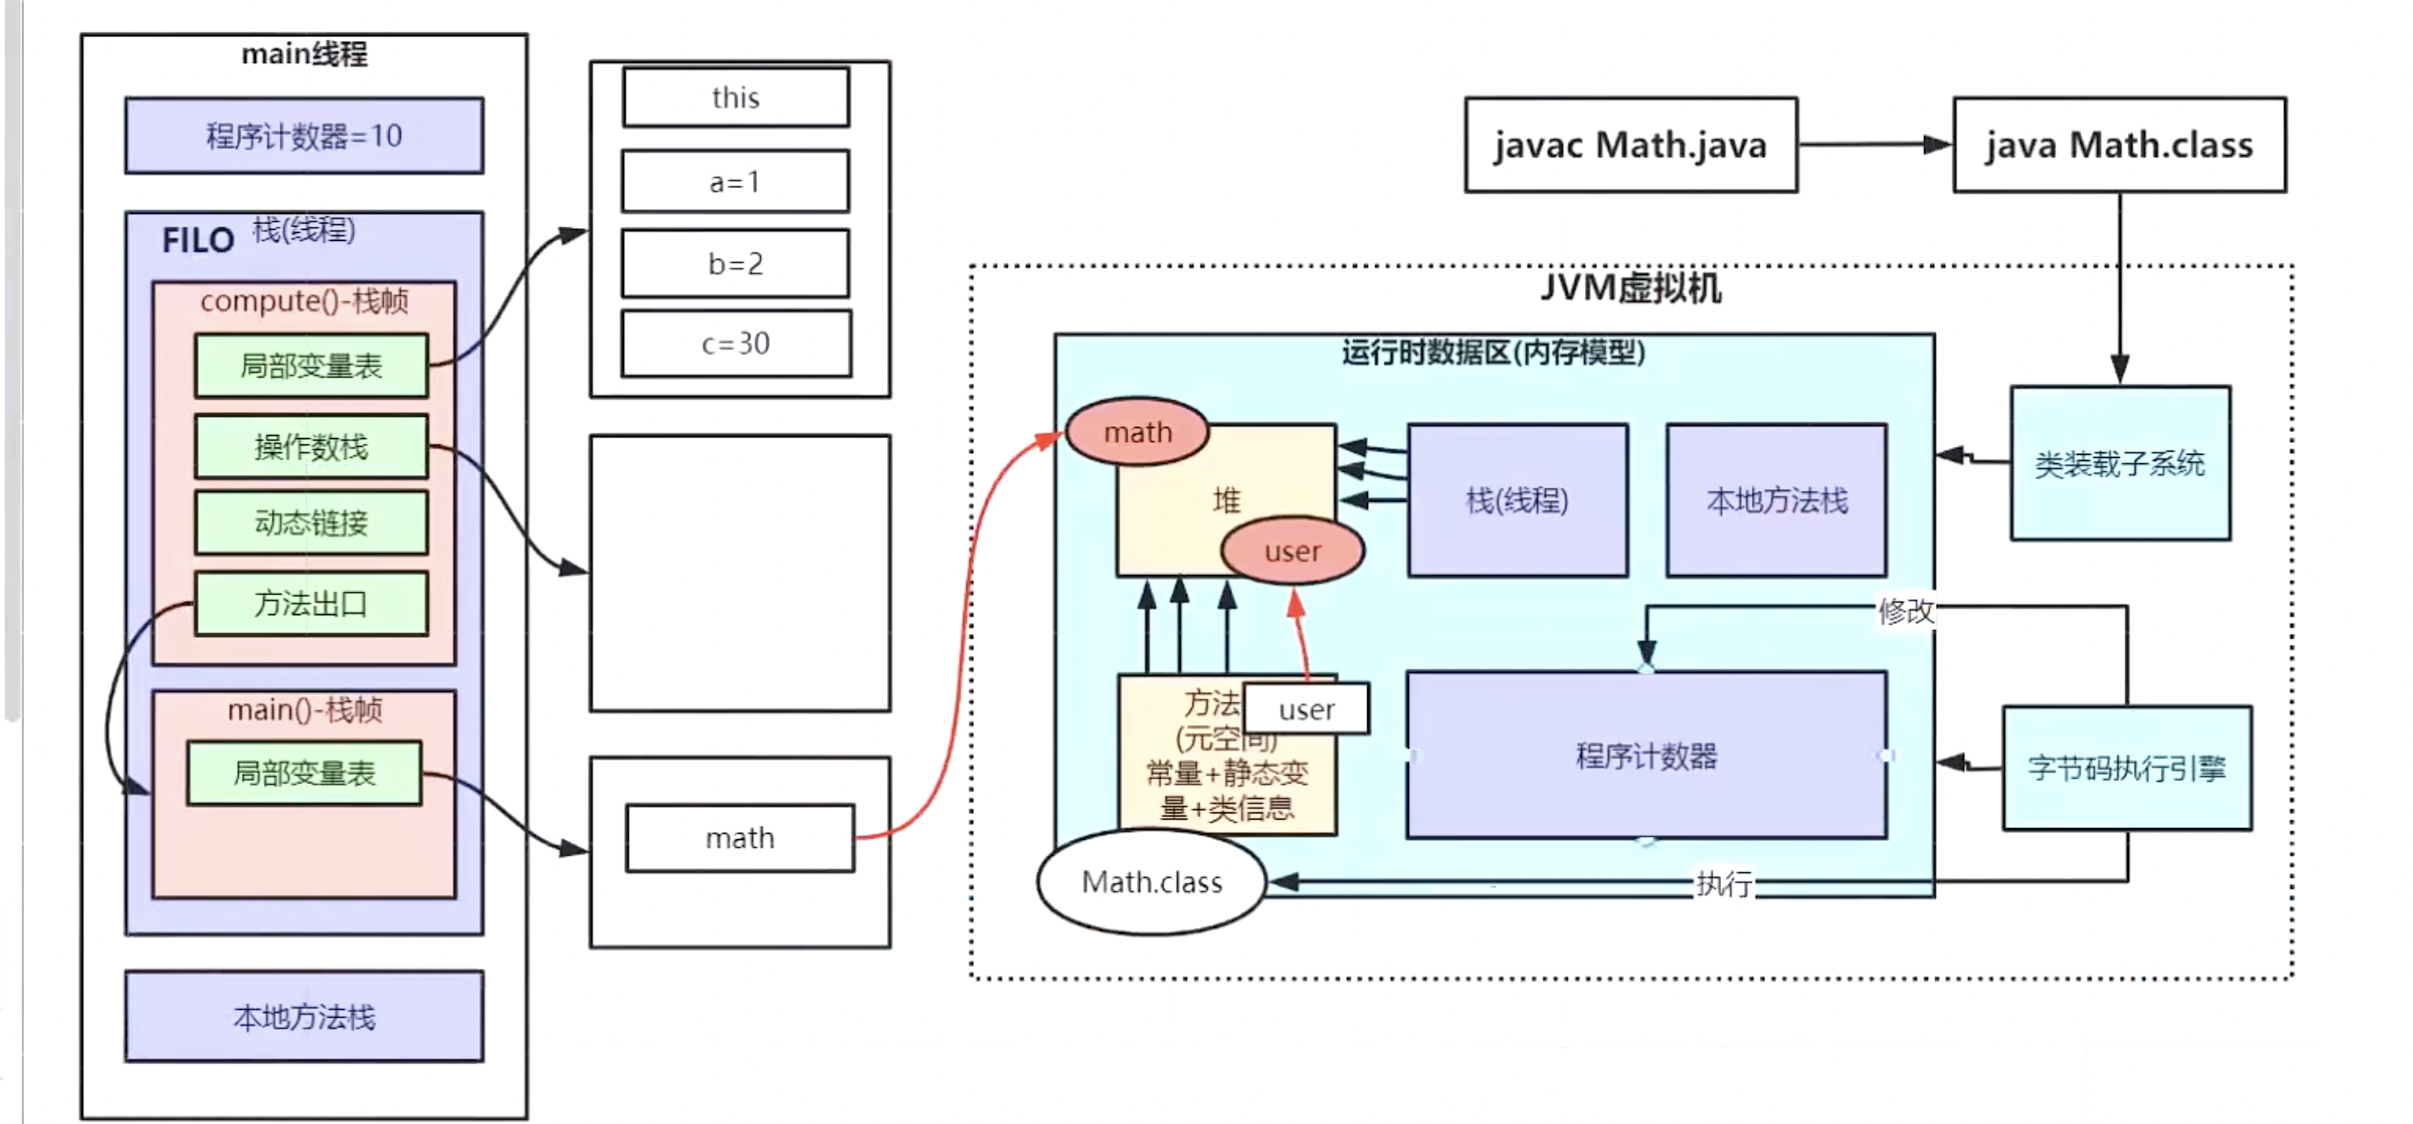 main线程
程序计数器=10
FILO
栈(线程)
compute()-栈帧
局部变量表
操作数栈
动态链接
方法出口
main()-栈帧
局部变量表
本地方法栈
this
a=1
b=2
c=30
math
javac Math.java
java Math.class
JVM虚拟机
运行时数据区(内存模型)
math
堆
user
栈(线程)
本地方法栈
类装载子系统
修改
方法
(元空间)
常量+静态变
量+类信息
user
程序计数器
字节码执行引擎
Math.class
执行